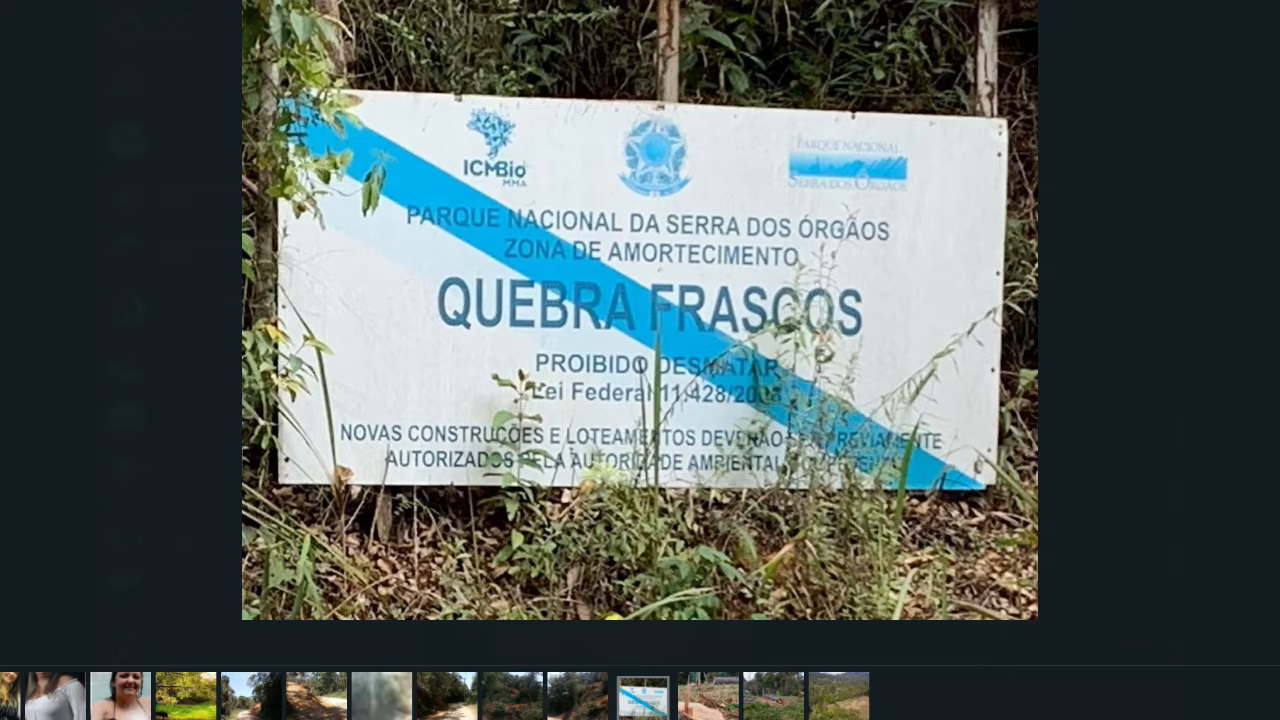 ICMBio
MMA
PARQUE NACIONAL
SERRA DOS ÓRGÃOS
PARQUE NACIONAL DA SERRA DOS ÓRGÃOS
ZONA DE AMORTECIMENTO
QUEBRA FRASCOS
PROIBIDO DESMATAR
Lei Federal 11.428/2006
NOVAS CONSTRUÇÕES E LOTEAMENTOS DEVERÃO SER PREVIAMENTE
AUTORIZADOS PELA AUTORIDADE AMBIENTAL